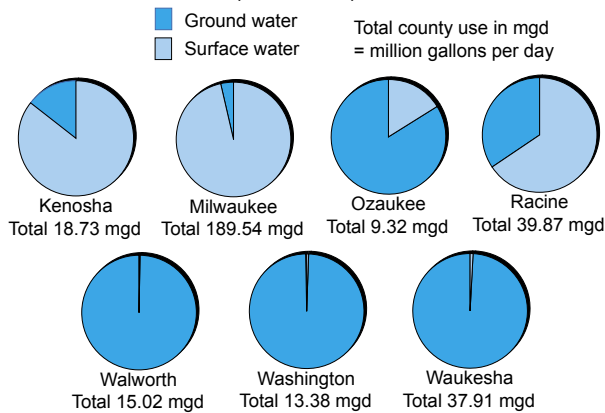 Ground water
Surface water
Total county use in mgd
= million gallons per day
Kenosha
Total 18.73 mgd
Milwaukee
Total 189.54 mgd
Ozaukee
Total 9.32 mgd
Racine
Total 39.87 mgd
Walworth
Total 15.02 mgd
Washington
Total 13.38 mgd
Waukesha
Total 37.91 mgd